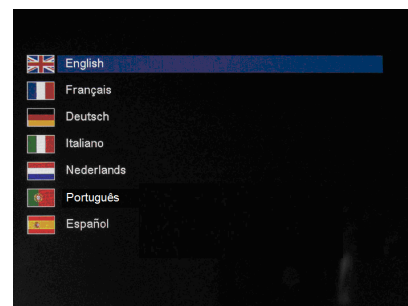 English
Français
Deutsch
Italiano
Nederlands
Português
Español